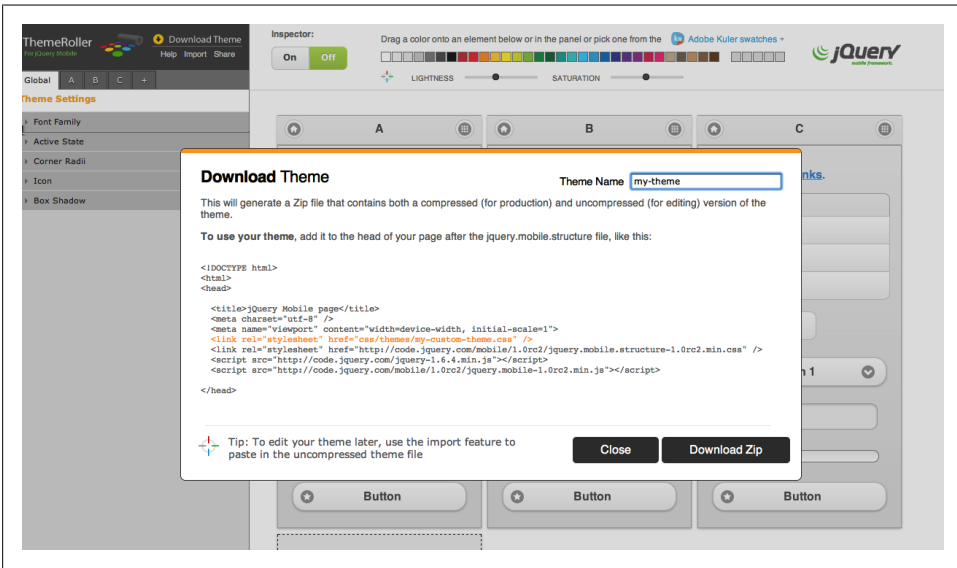 ThemeRoller
For jQuery Mobile
Download Theme
Help Import Share
Inspector:
On Off
Drag a color onto an element below or in the panel or pick one from the kw Adobe Kuler swatches
LIGHTNESS SATURATION
jQuery
mobile framework.
Global A B C +
Theme Settings
Font Family
Active State
Corner Radii
Icon
Box Shadow
A B C
nks.
Download Theme
Theme Name my-theme
This will generate a Zip file that contains both a compressed (for production) and uncompressed (for editing) version of the
theme.
To use your theme, add it to the head of your page after the jquery.mobile.structure file, like this:
<!DOCTYPE html>
<html>
<head>
<title>jQuery Mobile page</title>
<meta charset="utf-8" />
<meta name="viewport" content="width=device-width, initial-scale=1">
<link rel="stylesheet" href="css/themes/my-custom-theme.css" />
<link rel="stylesheet" href="http://code.jquery.com/mobile/1.0rc2/jquery.mobile.structure-1.0rc2.min.css" />
<script src="http://code.jquery.com/jquery-1.6.4.min.js"></script>
<script src="http://code.jquery.com/mobile/1.0rc2/jquery.mobile-1.0rc2.min.js"></script>
</head>
n 1
Tip: To edit your theme later, use the import feature to
paste in the uncompressed theme file
Close
Download Zip
Button Button Button